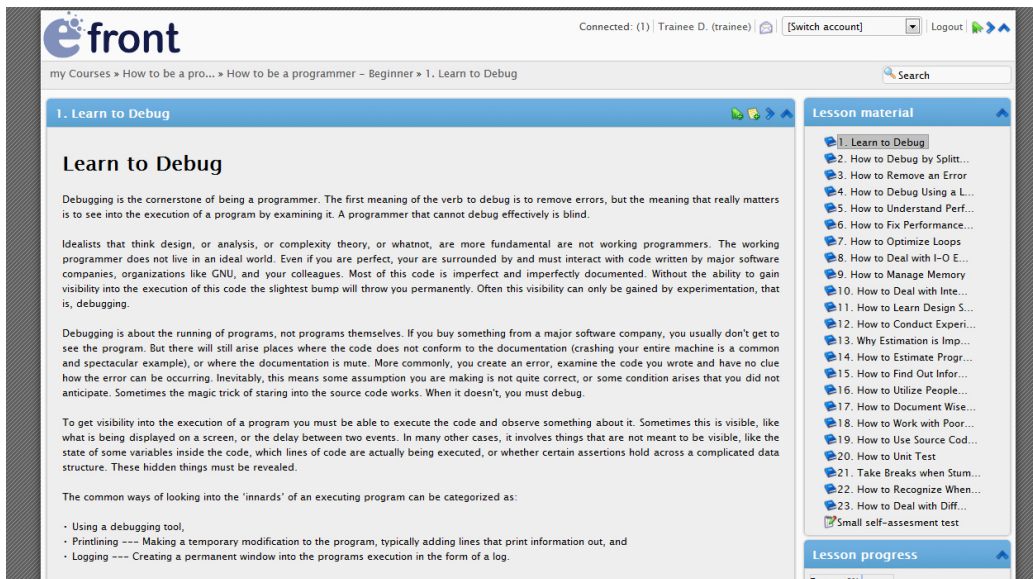 efront
Connected: (1) Trainee D. (trainee) [Switch account] Logout
my Courses » How to be a pro... » How to be a programmer - Beginner » 1. Learn to Debug
Search
1. Learn to Debug
Learn to Debug
Debugging is the cornerstone of being a programmer. The first meaning of the verb to debug is to remove errors, but the meaning that really matters
is to see into the execution of a program by examining it. A programmer that cannot debug effectively is blind.
Idealists that think design, or analysis, or complexity theory, or whatnot, are more fundamental are not working programmers. The working
programmer does not live in an ideal world. Even if you are perfect, your are surrounded by and must interact with code written by major software
companies, organizations like GNU, and your colleagues. Most of this code is imperfect and imperfectly documented. Without the ability to gain
visibility into the execution of this code the slightest bump will throw you permanently. Often this visibility can only be gained by experimentation, that
is, debugging.
Debugging is about the running of programs, not programs themselves. If you buy something from a major software company, you usually don't get to
see the program. But there will still arise places where the code does not conform to the documentation (crashing your entire machine is a common
and spectacular example), or where the documentation is mute. More commonly, you create an error, examine the code you wrote and have no clue
how the error can be occurring. Inevitably, this means some assumption you are making is not quite correct, or some condition arises that you did not
anticipate. Sometimes the magic trick of staring into the source code works. When it doesn't, you must debug.
To get visibility into the execution of a program you must be able to execute the code and observe something about it. Sometimes this is visible, like
what is being displayed on a screen, or the delay between two events. In many other cases, it involves things that are not meant to be visible, like the
state of some variables inside the code, which lines of code are actually being executed, or whether certain assertions hold across a complicated data
structure. These hidden things must be revealed.
The common ways of looking into the 'innards' of an executing program can be categorized as:
· Using a debugging tool,
· Printlining --- Making a temporary modification to the program, typically adding lines that print information out, and
· Logging --- Creating a permanent window into the programs execution in the form of a log.
Lesson material
1. Learn to Debug
2. How to Debug by Splitt...
3. How to Remove an Error
4. How to Debug Using a L...
5. How to Understand Perf...
6. How to Fix Performance...
7. How to Optimize Loops
8. How to Deal with I-O E...
9. How to Manage Memory
10. How to Deal with Inte...
11. How to Learn Design S...
12. How to Conduct Experi...
13. Why Estimation is Imp...
14. How to Estimate Progr...
15. How to Find Out Infor...
16. How to Utilize People...
17. How to Document Wise...
18. How to Work with Poor...
19. How to Use Source Cod...
20. How to Unit Test
21. Take Breaks when Stum...
22. How to Recognize When...
23. How to Deal with Diff...
Small self-assesment test
Lesson progress